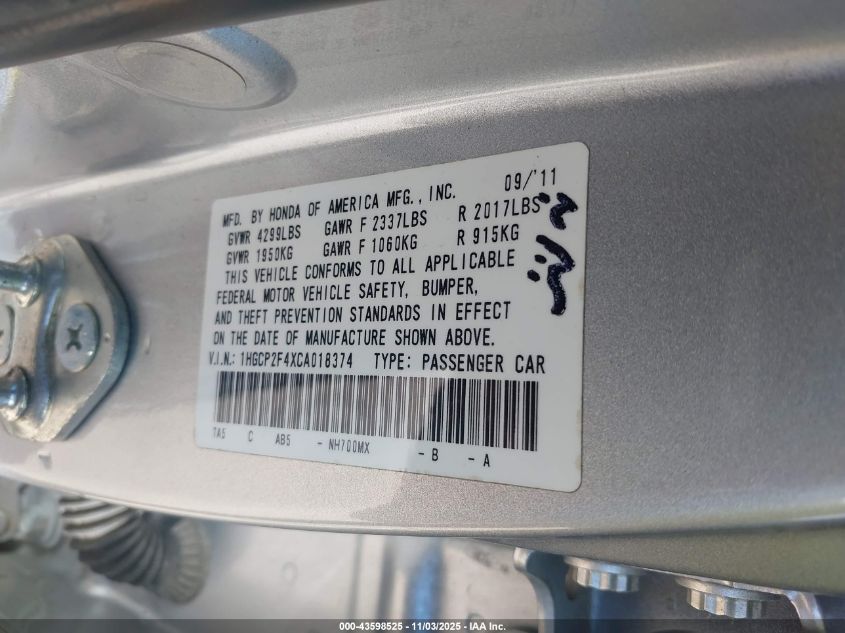 09/'11
MFD. BY HONDA OF AMERICA MFG., INC.
GVWR 4299LBS GAWR F 2337LBS R 2017LBS
GVWR 1950KG GAWR F 1060KG R 915KG
THIS VEHICLE CONFORMS TO ALL APPLICABLE
FEDERAL MOTOR VEHICLE SAFETY, BUMPER,
AND THEFT PREVENTION STANDARDS IN EFFECT
ON THE DATE OF MANUFACTURE SHOWN ABOVE.
V.I.N.: 1HGCP2F4XCA018374 TYPE: PASSENGER CAR
TA5 C AB5 - NH700MX - B - A
000-43598525 - 11/03/2025 - IAA Inc.